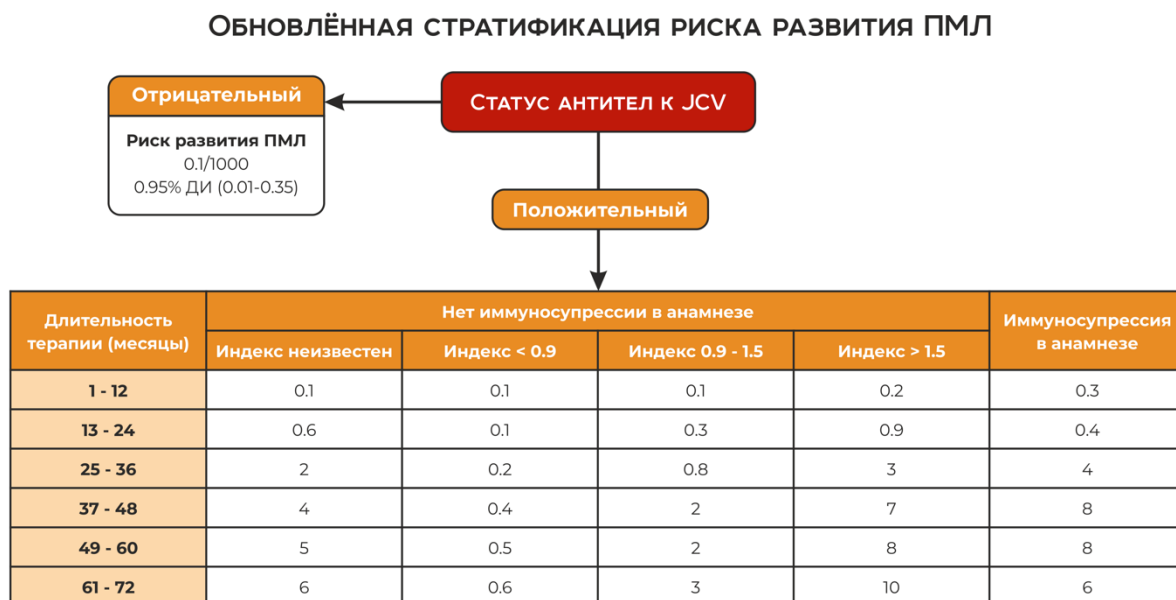 Обновлённая стратификация риска развития ПМЛ
Отрицательный
Статус антител к JCV
Риск развития ПМЛ
0.1/1000
0.95% ДИ (0.01-0.35)
Положительный
Длительность терапии (месяцы) Нет иммуносупрессии в анамнезе Иммуносупрессия в анамнезе
Индекс неизвестен Индекс < 0.9 Индекс 0.9 - 1.5 Индекс > 1.5
1 - 12 0.1 0.1 0.1 0.2 0.3
13 - 24 0.6 0.1 0.3 0.9 0.4
25 - 36 2 0.2 0.8 3 4
37 - 48 4 0.4 2 7 8
49 - 60 5 0.5 2 8 8
61 - 72 6 0.6 3 10 6